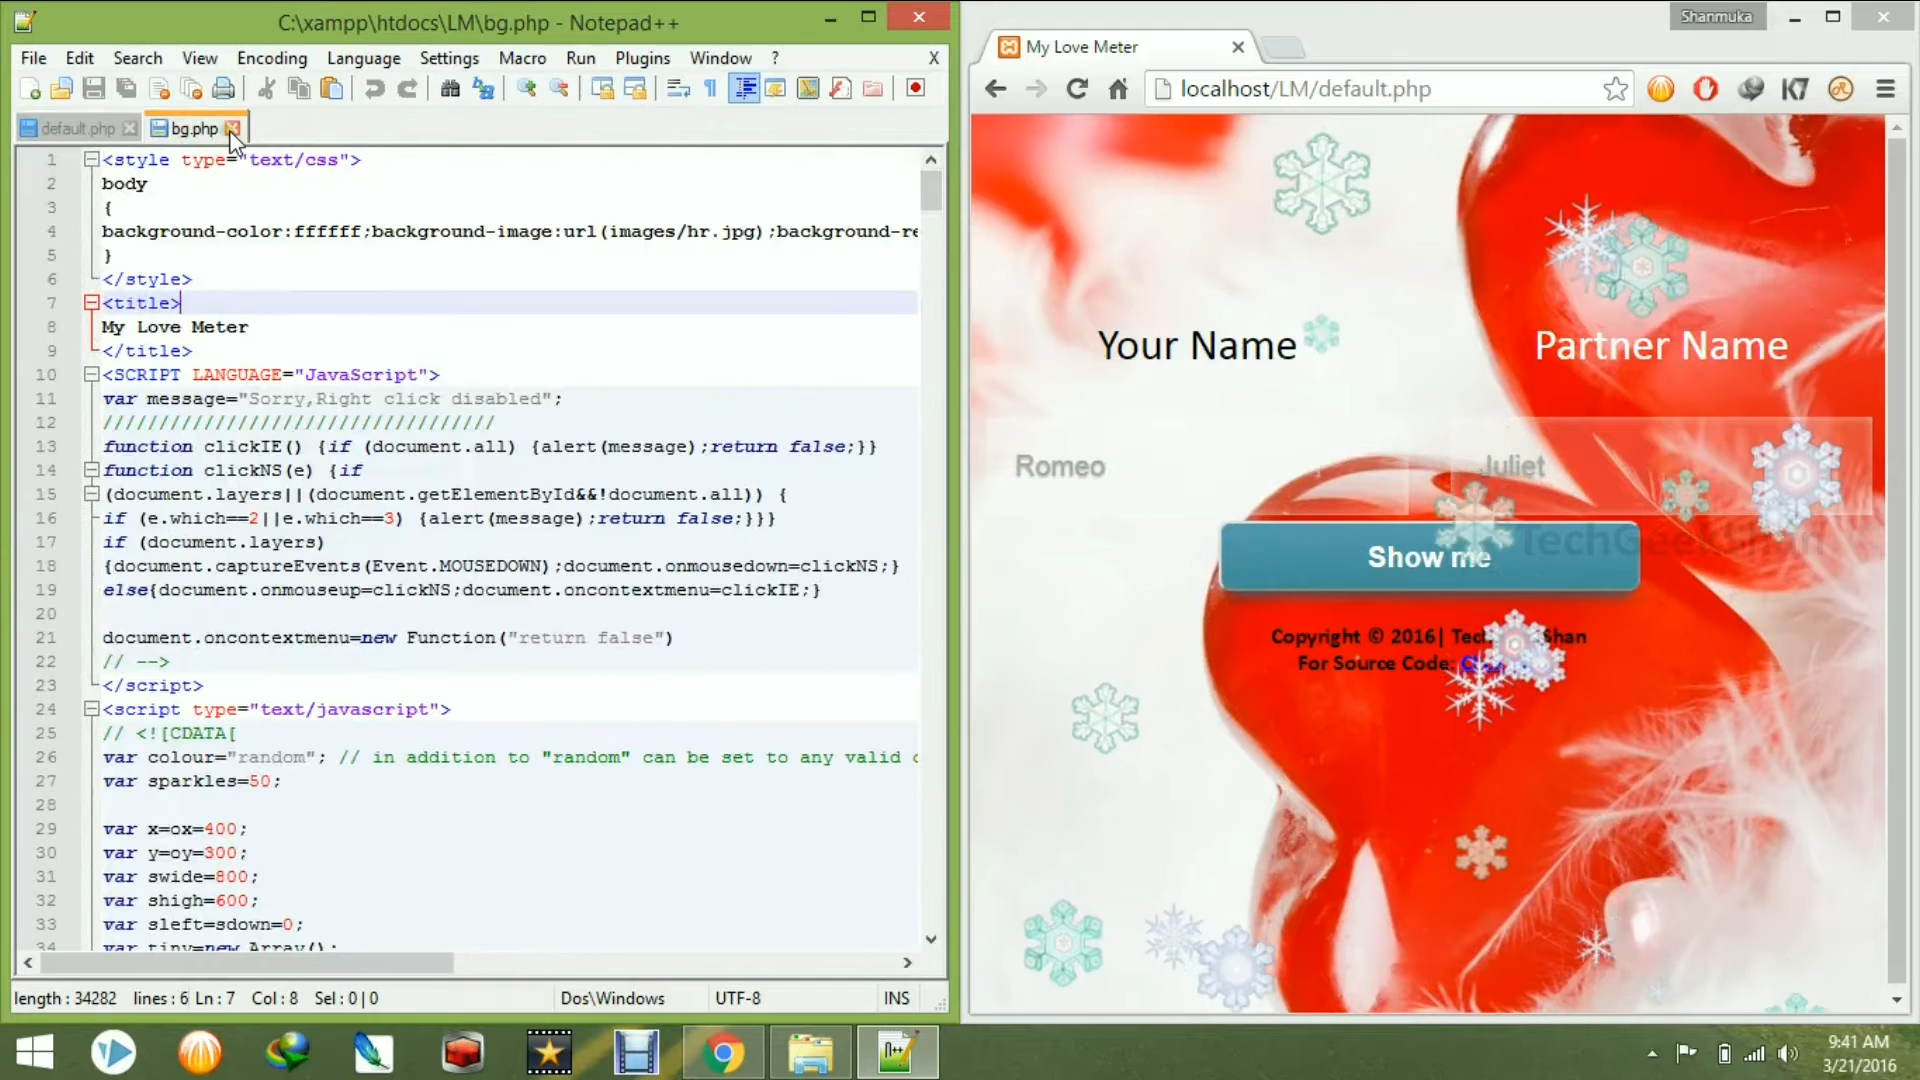 C:\xampp\htdocs\LM\bg.php - Notepad++
File Edit Search View Encoding Language Settings Macro Run Plugins Window ? X
default.php bg.php
1 <style type="text/css">
2 body
3 {
4 background-color:ffffff;background-image:url(images/hr.jpg);background-re
5 }
6 </style>
7 <title>
8 My Love Meter
9 </title>
10 <SCRIPT LANGUAGE="JavaScript">
11 var message="Sorry,Right click disabled";
12 ///////////////////////////////////
13 function clickIE() {if (document.all) {alert(message);return false;}}
14 function clickNS(e) {if
15 (document.layers||(document.getElementById&&!document.all)) {
16 if (e.which==2||e.which==3) {alert(message);return false;}}}
17 if (document.layers)
18 {document.captureEvents(Event.MOUSEDOWN);document.onmousedown=clickNS;}
19 else{document.onmouseup=clickNS;document.oncontextmenu=clickIE;}
20
21 document.oncontextmenu=new Function("return false")
22 // -->
23 </script>
24 <script type="text/javascript">
25 // <![CDATA[
26 var colour="random"; // in addition to "random" can be set to any valid c
27 var sparkles=50;
28
29 var x=ox=400;
30 var y=oy=300;
31 var swide=800;
32 var shigh=600;
33 var sleft=sdown=0;
34 var tiny=new Array();
length : 34282 lines : 6 Ln : 7 Col : 8 Sel : 0 | 0 Dos\Windows UTF-8 INS
Shanmuka
My Love Meter
localhost/LM/default.php
K7
Your Name Partner Name
Romeo Juliet
TechGeekShan
Show me
Copyright © 2016| Shan
For Source Code:
9:41 AM
3/21/2016